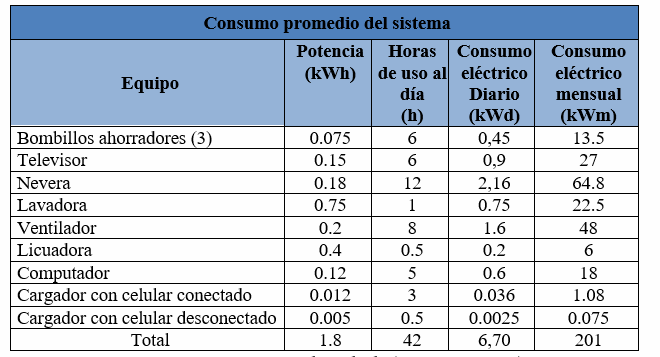 Consumo promedio del sistema
Equipo Potencia (kWh) Horas de uso al día (h) Consumo eléctrico Diario (kWd) Consumo eléctrico mensual (kWm)
Bombillos ahorradores (3) 0.075 6 0,45 13.5
Televisor 0.15 6 0,9 27
Nevera 0.18 12 2,16 64.8
Lavadora 0.75 1 0.75 22.5
Ventilador 0.2 8 1.6 48
Licuadora 0.4 0.5 0.2 6
Computador 0.12 5 0.6 18
Cargador con celular conectado 0.012 3 0.036 1.08
Cargador con celular desconectado 0.005 0.5 0.0025 0.075
Total 1.8 42 6,70 201